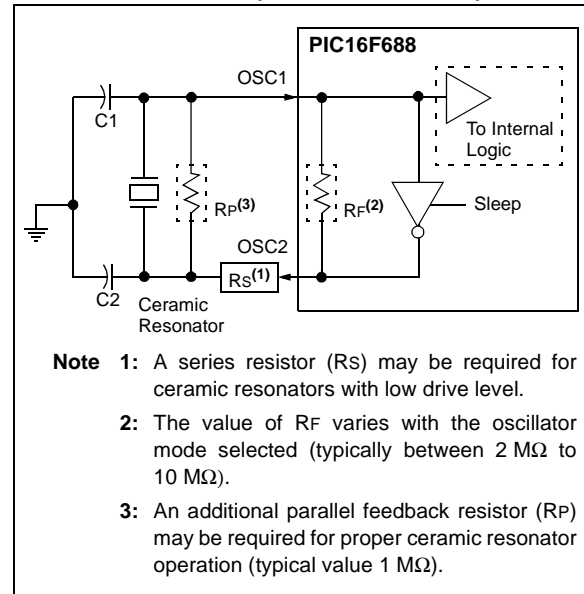 PIC16F688
OSC1
C1
To Internal
Logic
RP(3)
RF(2)
Sleep
OSC2
RS(1)
C2
Ceramic
Resonator
Note 1: A series resistor (RS) may be required for
ceramic resonators with low drive level.
2: The value of RF varies with the oscillator
mode selected (typically between 2 MΩ to
10 MΩ).
3: An additional parallel feedback resistor (RP)
may be required for proper ceramic resonator
operation (typical value 1 MΩ).